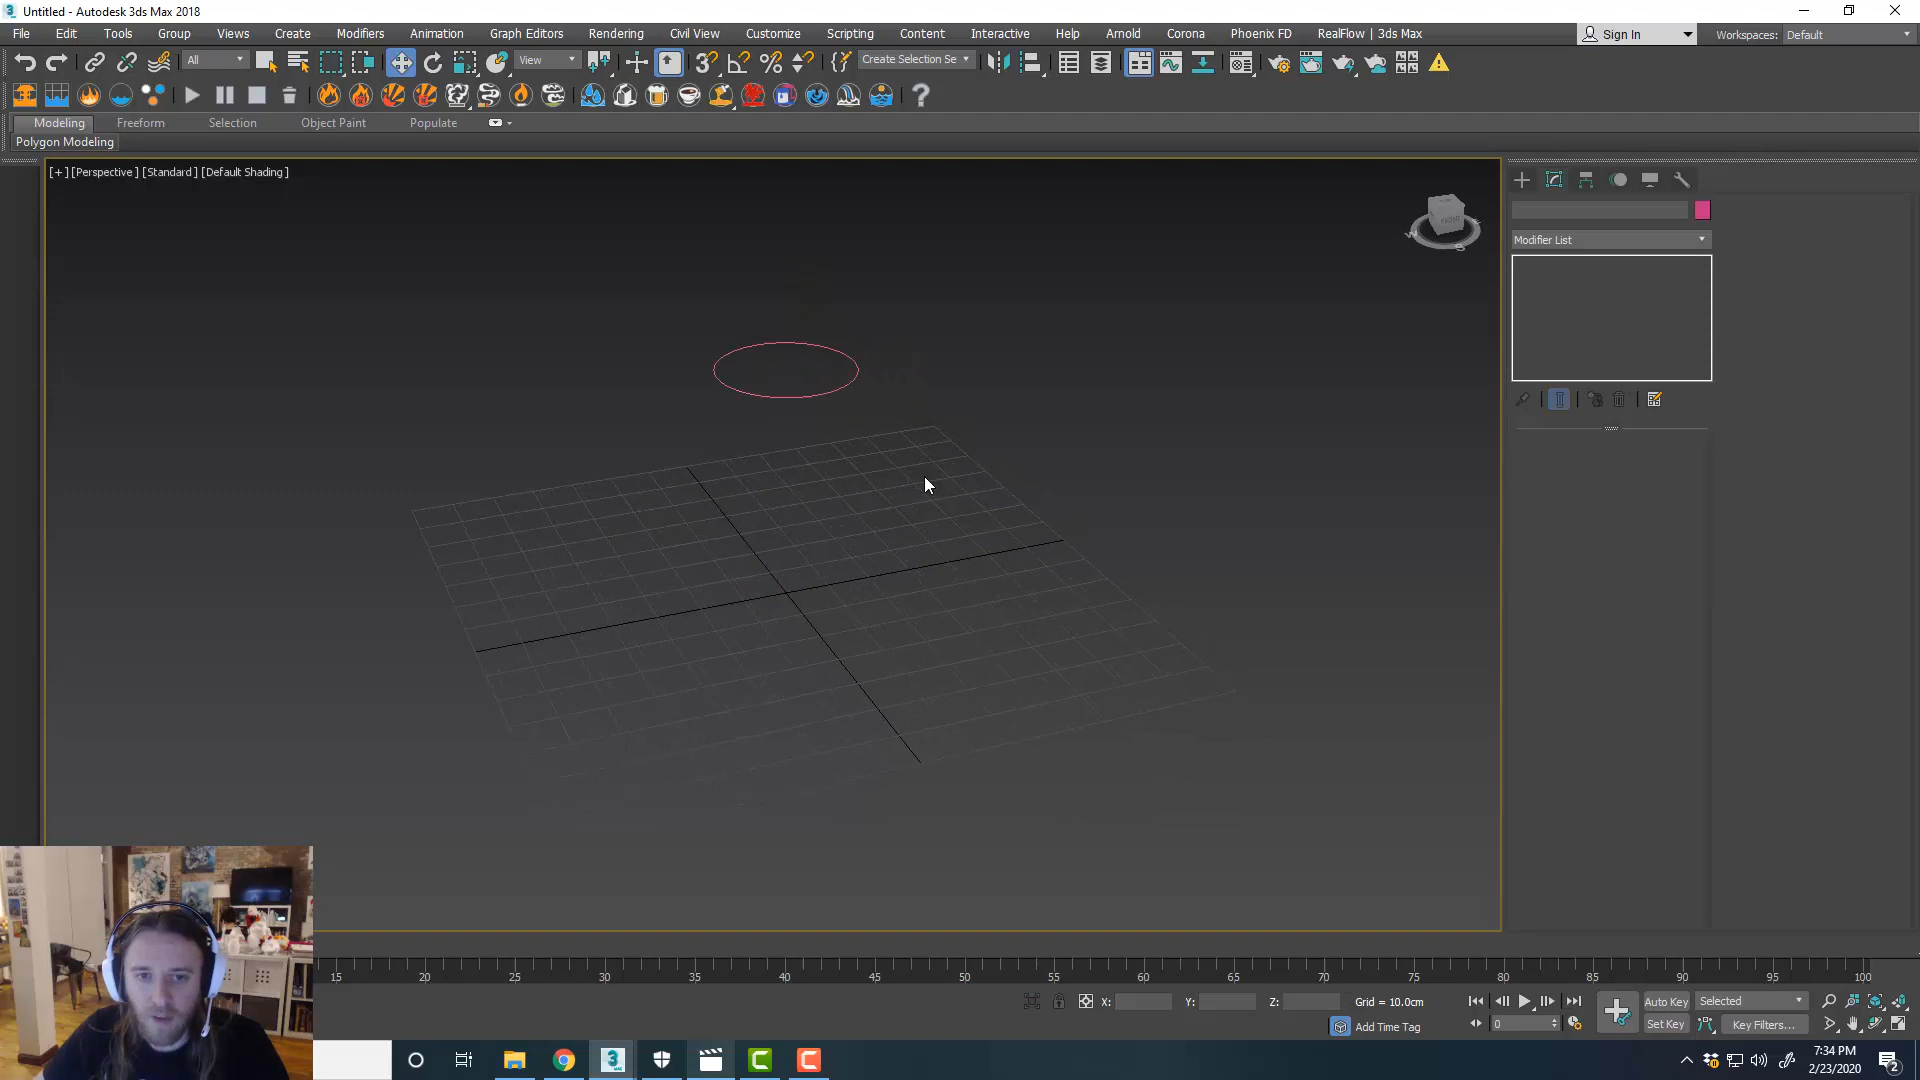 Untitled - Autodesk 3ds Max 2018
File Edit Tools Group Views Create Modifiers Animation Graph Editors Rendering Civil View Customize Scripting Content Interactive Help Arnold Corona Phoenix FD RealFlow | 3ds Max Sign In Workspaces: Default
All View Create Selection Se
Modeling Freeform Selection Object Paint Populate
Polygon Modeling
[+] [Perspective] [Standard] [Default Shading]
Modifier List
15 20 25 30 35 40 45 50 55 60 65 70 75 80 85 90 95 100
X: Y: Z: Grid = 10.0cm Auto Key Selected
0 Add Time Tag Set Key Key Filters...
7:34 PM
2/23/2020
2